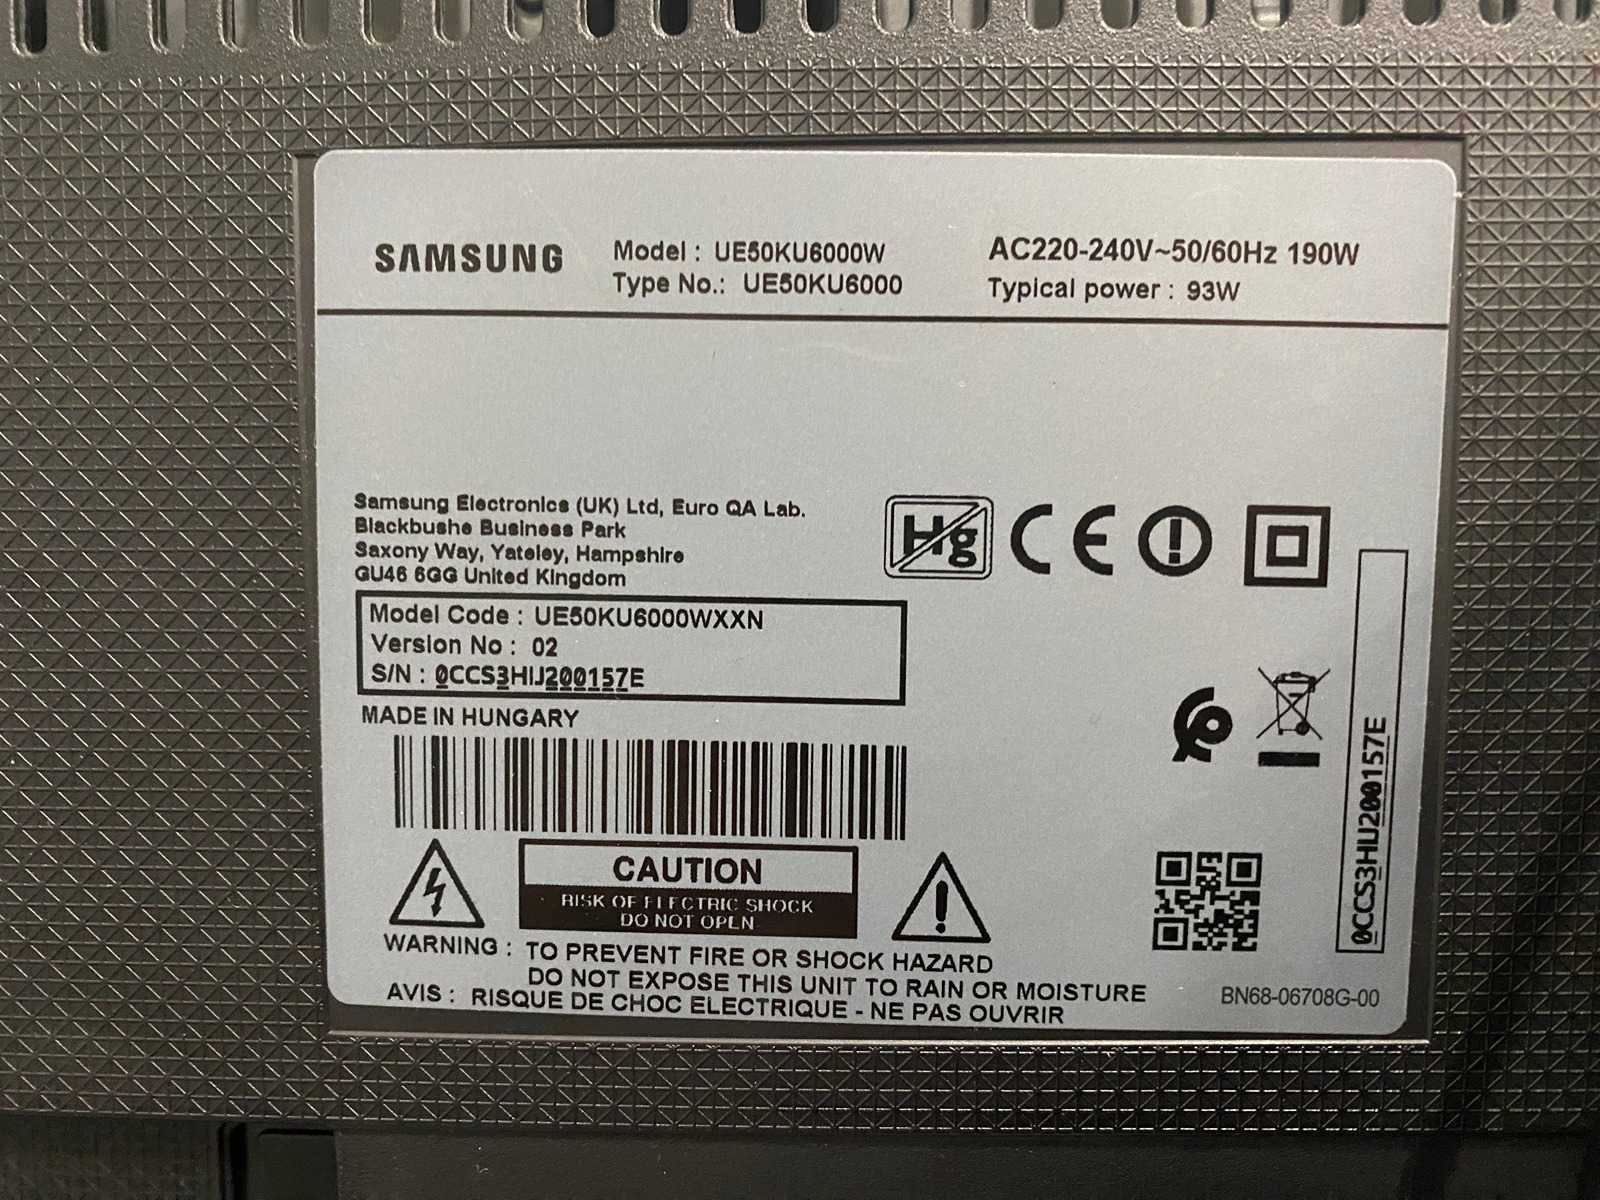 SAMSUNG
Model : UE50KU6000W
Type No.: UE50KU6000
AC220-240V~50/60Hz 190W
Typical power : 93W
Samsung Electronics (UK) Ltd, Euro QA Lab.
Blackbushe Business Park
Saxony Way, Yateley, Hampshire
GU46 6GG United Kingdom
Hg
CE
Model Code : UE50KU6000WXXN
Version No : 02
S/N : 0CCS3HIJ200157E
MADE IN HUNGARY
0CCS3HIJ200157E
CAUTION
RISK OF ELECTRIC SHOCK
DO NOT OPEN
WARNING : TO PREVENT FIRE OR SHOCK HAZARD
DO NOT EXPOSE THIS UNIT TO RAIN OR MOISTURE
AVIS : RISQUE DE CHOC ELECTRIQUE - NE PAS OUVRIR
BN68-06708G-00